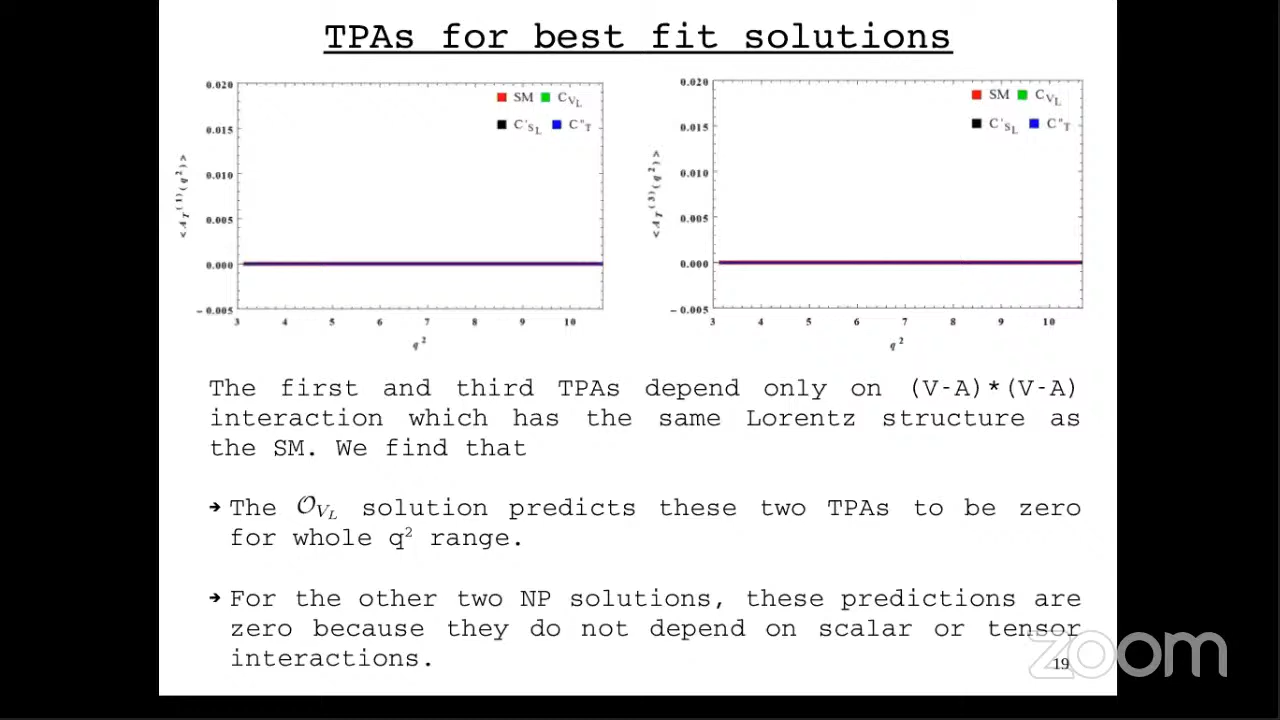 TPAs for best fit solutions
0.020
0.015
0.010
0.005
0.000
-0.005
3 4 5 6 7 8 9 10
q²
<A_T^(1)(q²)>
SM C_{V_L}
C'_{S_L} C"_T
0.020
0.015
0.010
0.005
0.000
-0.005
3 4 5 6 7 8 9 10
q²
<A_T^(3)(q²)>
SM C_{V_L}
C'_{S_L} C"_T
The first and third TPAs depend only on (V-A)*(V-A)
interaction which has the same Lorentz structure as
the SM. We find that
➔ The 𝒪_{V_L} solution predicts these two TPAs to be zero
for whole q² range.
➔ For the other two NP solutions, these predictions are
zero because they do not depend on scalar or tensor
interactions.
19
zoom